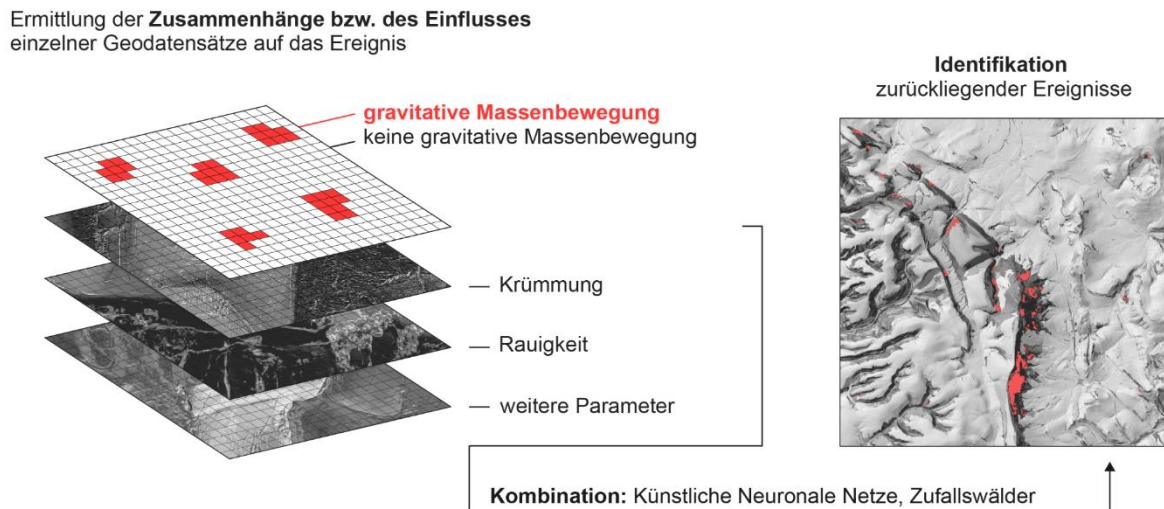 Ermittlung der Zusammenhänge bzw. des Einflusses
einzelner Geodatensätze auf das Ereignis
gravitative Massenbewegung
keine gravitative Massenbewegung
Krümmung
Rauigkeit
weitere Parameter
Identifikation
zurückliegender Ereignisse
Kombination: Künstliche Neuronale Netze, Zufallswälder